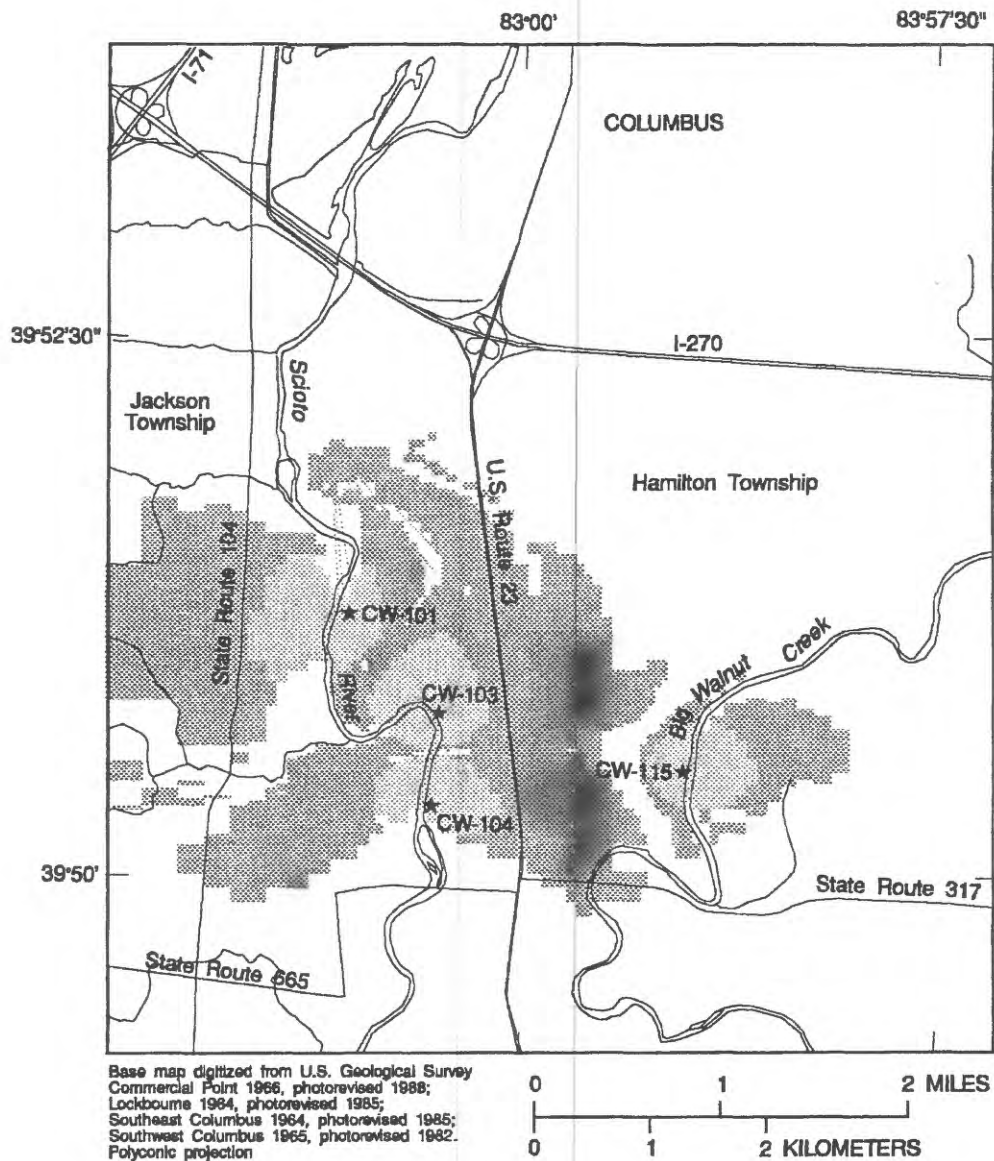 83°00'
83°57'30"
I-71
COLUMBUS
39°52'30"
I-270
Scioto
Jackson
Township
U.S. Route 23
Hamilton Township
State Route 104
CW-101
Big Walnut Creek
River
CW-103
CW-115
CW-104
39°50'
State Route 317
State Route 665
Base map digitized from U.S. Geological Survey
Commercial Point 1966, photorevised 1988;
Lockbourne 1964, photorevised 1985;
Southeast Columbus 1964, photorevised 1985;
Southwest Columbus 1965, photorevised 1982.
Polyconic projection
0 1 2 MILES
0 1 2 KILOMETERS